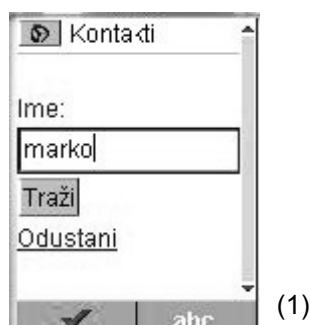 Kontakti
Ime:
marko
Traži
Odustani
abc
(1)